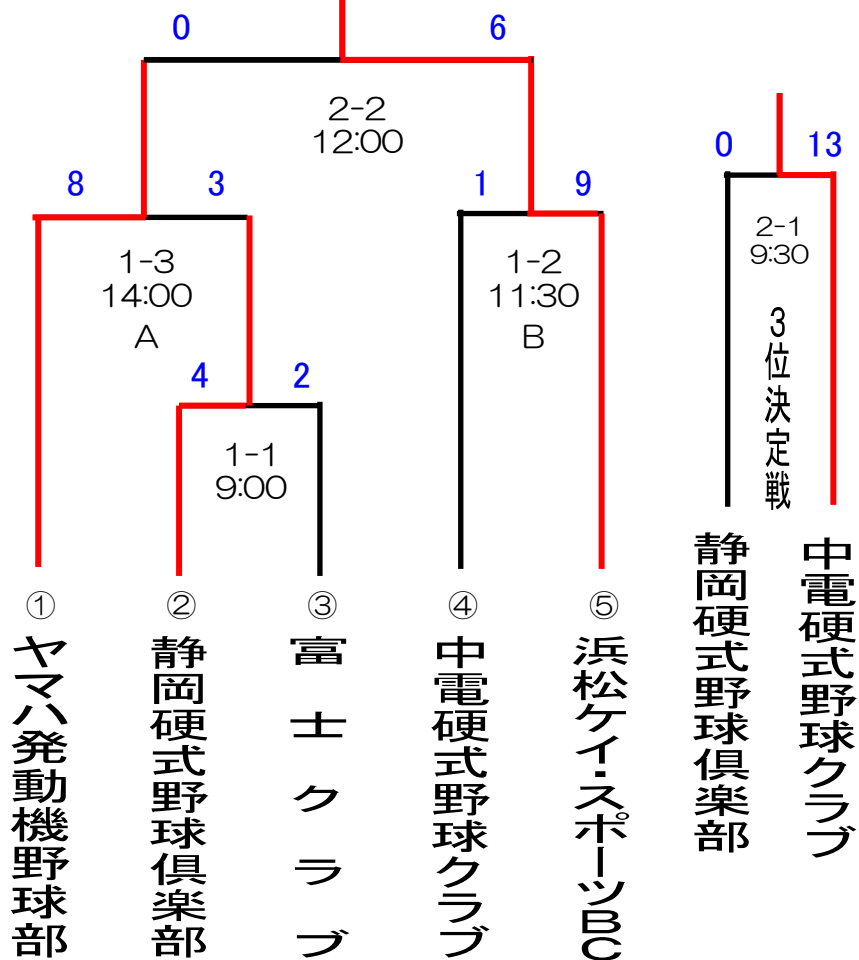 0 6
2-2
12:00
8 3 1 9
1-3
14:00
A
1-2
11:30
B
4 2
1-1
9:00
0 13
2-1
9:30
3位決定戦
①
ヤマハ発動機野球部
②
静岡硬式野球倶楽部
③
富士クラブ
④
中電硬式野球クラブ
⑤
浜松ケイ・スポーツBC
静岡硬式野球倶楽部
中電硬式野球クラブ